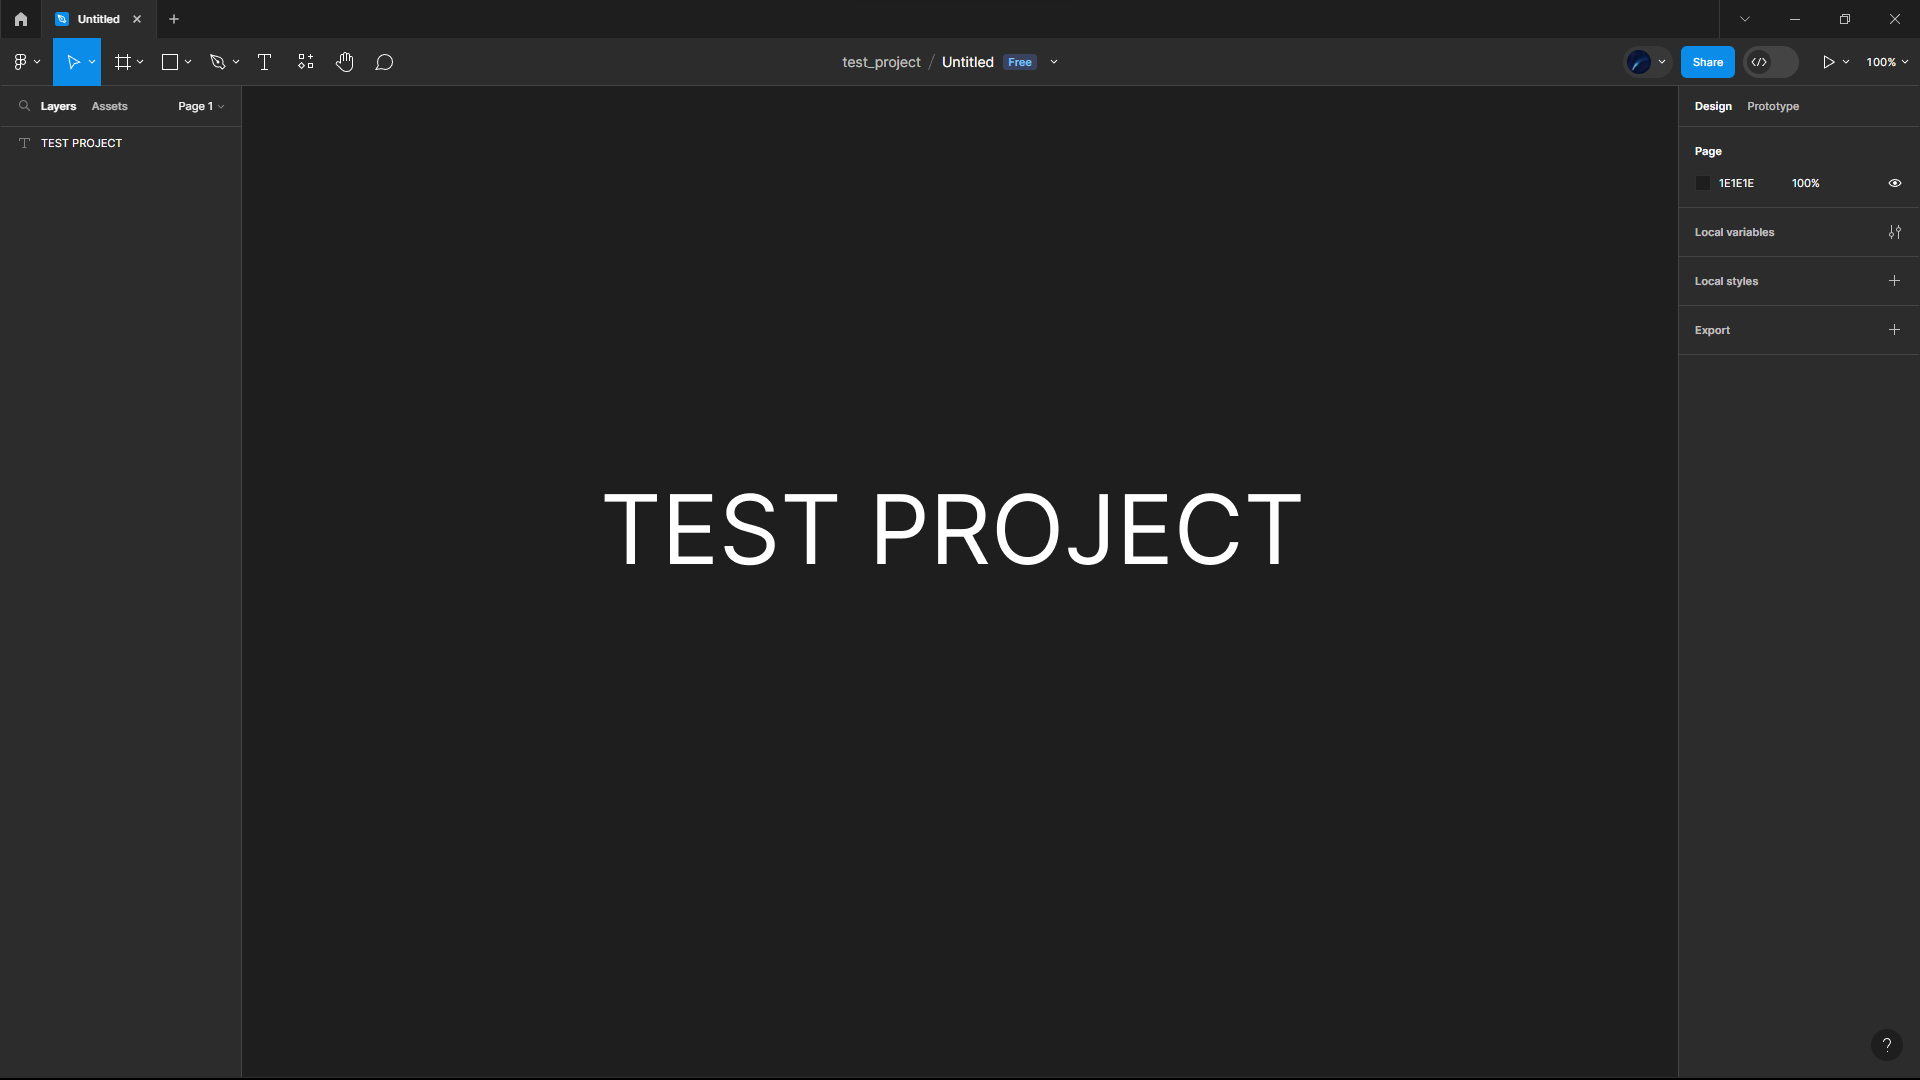 Untitled
test_project / Untitled Free
Share
100%
Layers Assets Page 1
TEST PROJECT
TEST PROJECT
Design Prototype
Page
1E1E1E 100%
Local variables
Local styles
Export
?